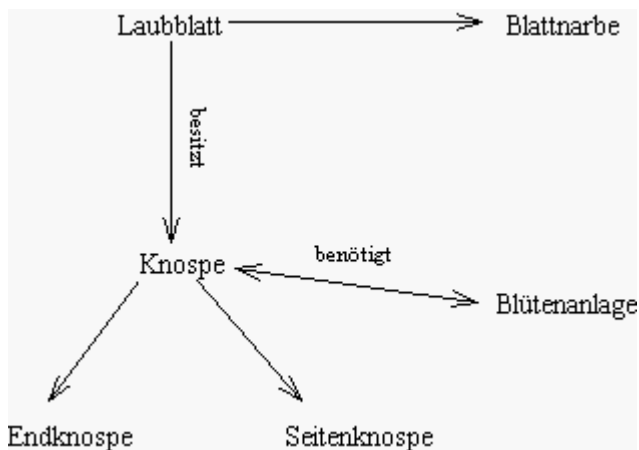 Laubblatt
Blattnarbe
besitzt
benötigt
Knospe
Blütenanlage
Endknospe
Seitenknospe